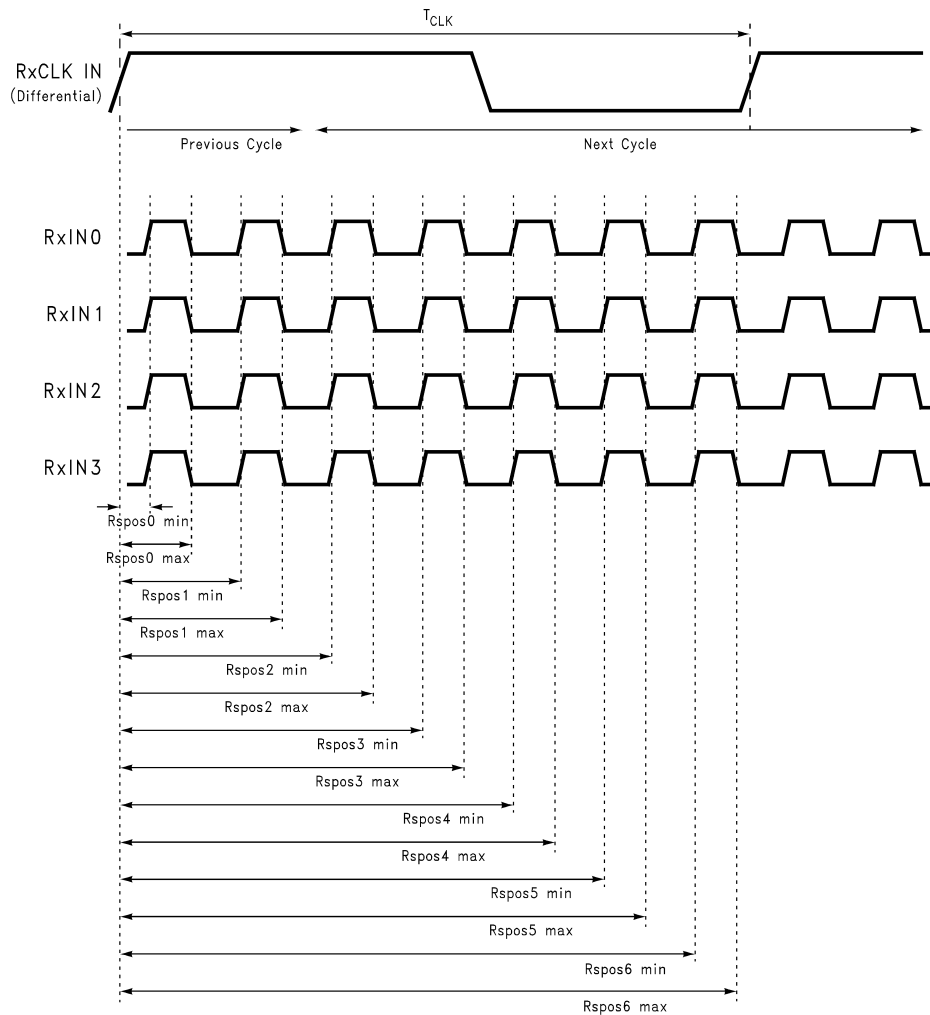 TCLK
RxCLK IN
(Differential)
Previous Cycle
Next Cycle
RxIN0
RxIN1
RxIN2
RxIN3
Rspos0 min
Rspos0 max
Rspos1 min
Rspos1 max
Rspos2 min
Rspos2 max
Rspos3 min
Rspos3 max
Rspos4 min
Rspos4 max
Rspos5 min
Rspos5 max
Rspos6 min
Rspos6 max